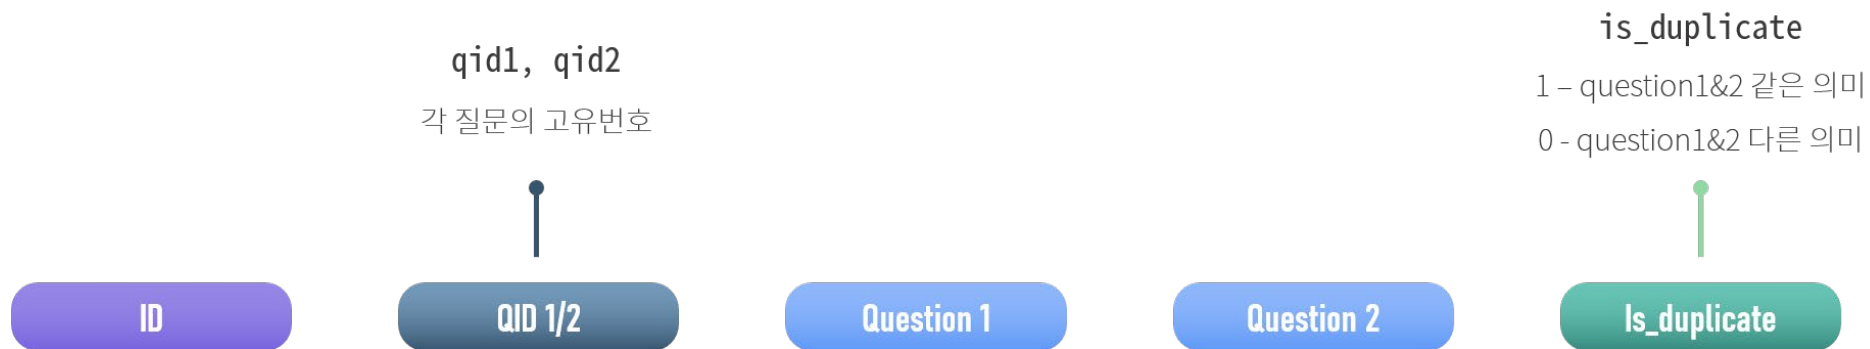 qid1, qid2
각 질문의 고유번호
is_duplicate
1 – question1&2 같은 의미
0 - question1&2 다른 의미
ID
QID 1/2
Question 1
Question 2
Is_duplicate